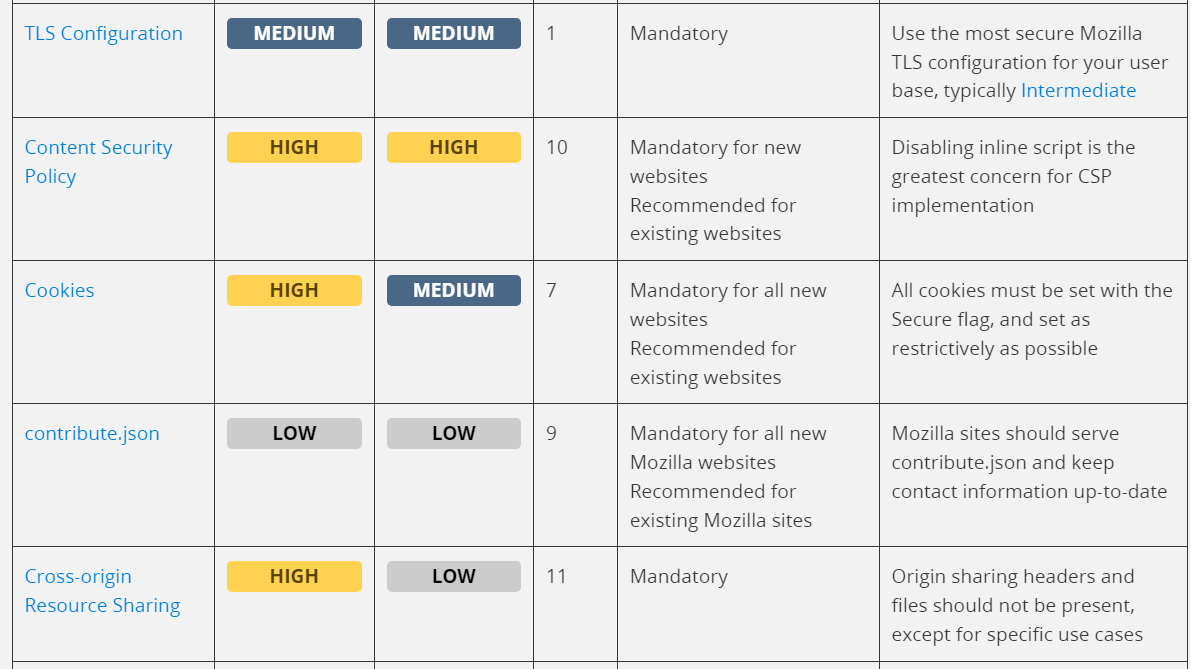 TLS Configuration MEDIUM MEDIUM 1 Mandatory Use the most secure Mozilla
TLS configuration for your user
base, typically Intermediate
Content Security HIGH HIGH 10 Mandatory for new Disabling inline script is the
Policy websites greatest concern for CSP
Recommended for implementation
existing websites
Cookies HIGH MEDIUM 7 Mandatory for all new All cookies must be set with the
websites Secure flag, and set as
Recommended for restrictively as possible
existing websites
contribute.json LOW LOW 9 Mandatory for all new Mozilla sites should serve
Mozilla websites contribute.json and keep
Recommended for contact information up-to-date
existing Mozilla sites
Cross-origin HIGH LOW 11 Mandatory Origin sharing headers and
Resource Sharing files should not be present,
except for specific use cases